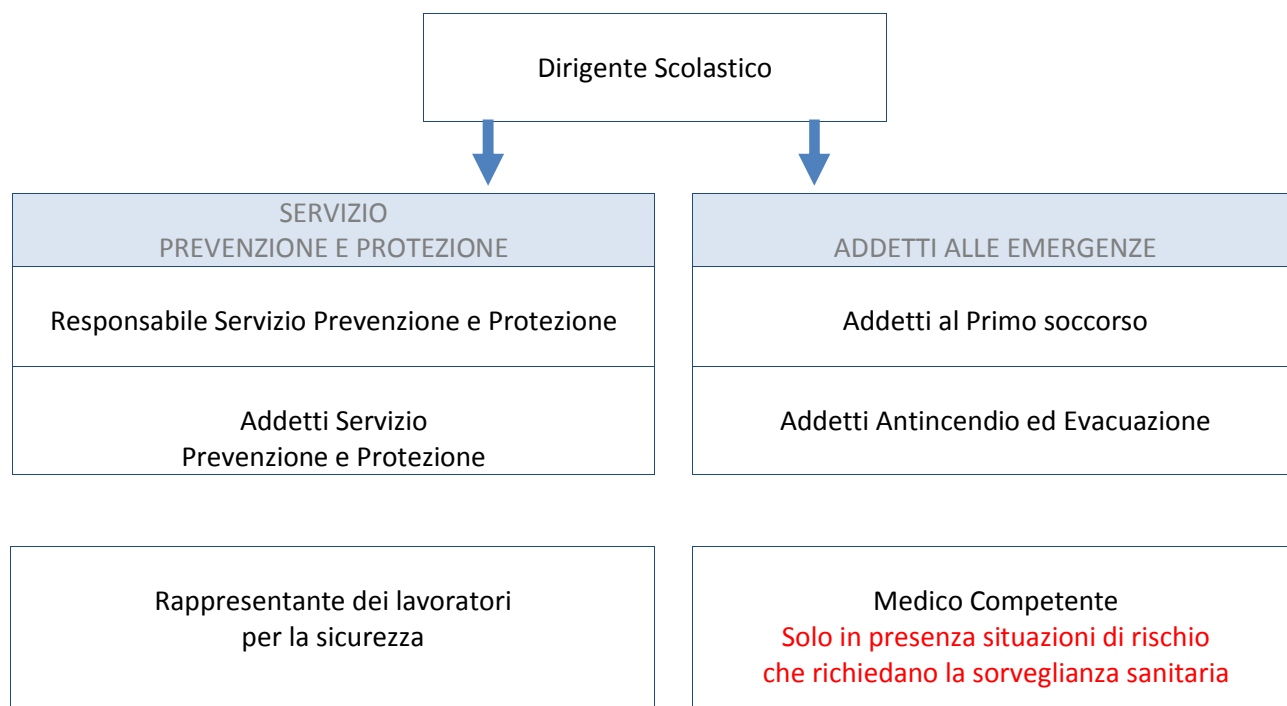 Dirigente Scolastico
SERVIZIO
PREVENZIONE E PROTEZIONE
Responsabile Servizio Prevenzione e Protezione
Addetti Servizio
Prevenzione e Protezione
ADDETTI ALLE EMERGENZE
Addetti al Primo soccorso
Addetti Antincendio ed Evacuazione
Rappresentante dei lavoratori
per la sicurezza
Medico Competente
Solo in presenza situazioni di rischio
che richiedano la sorveglianza sanitaria